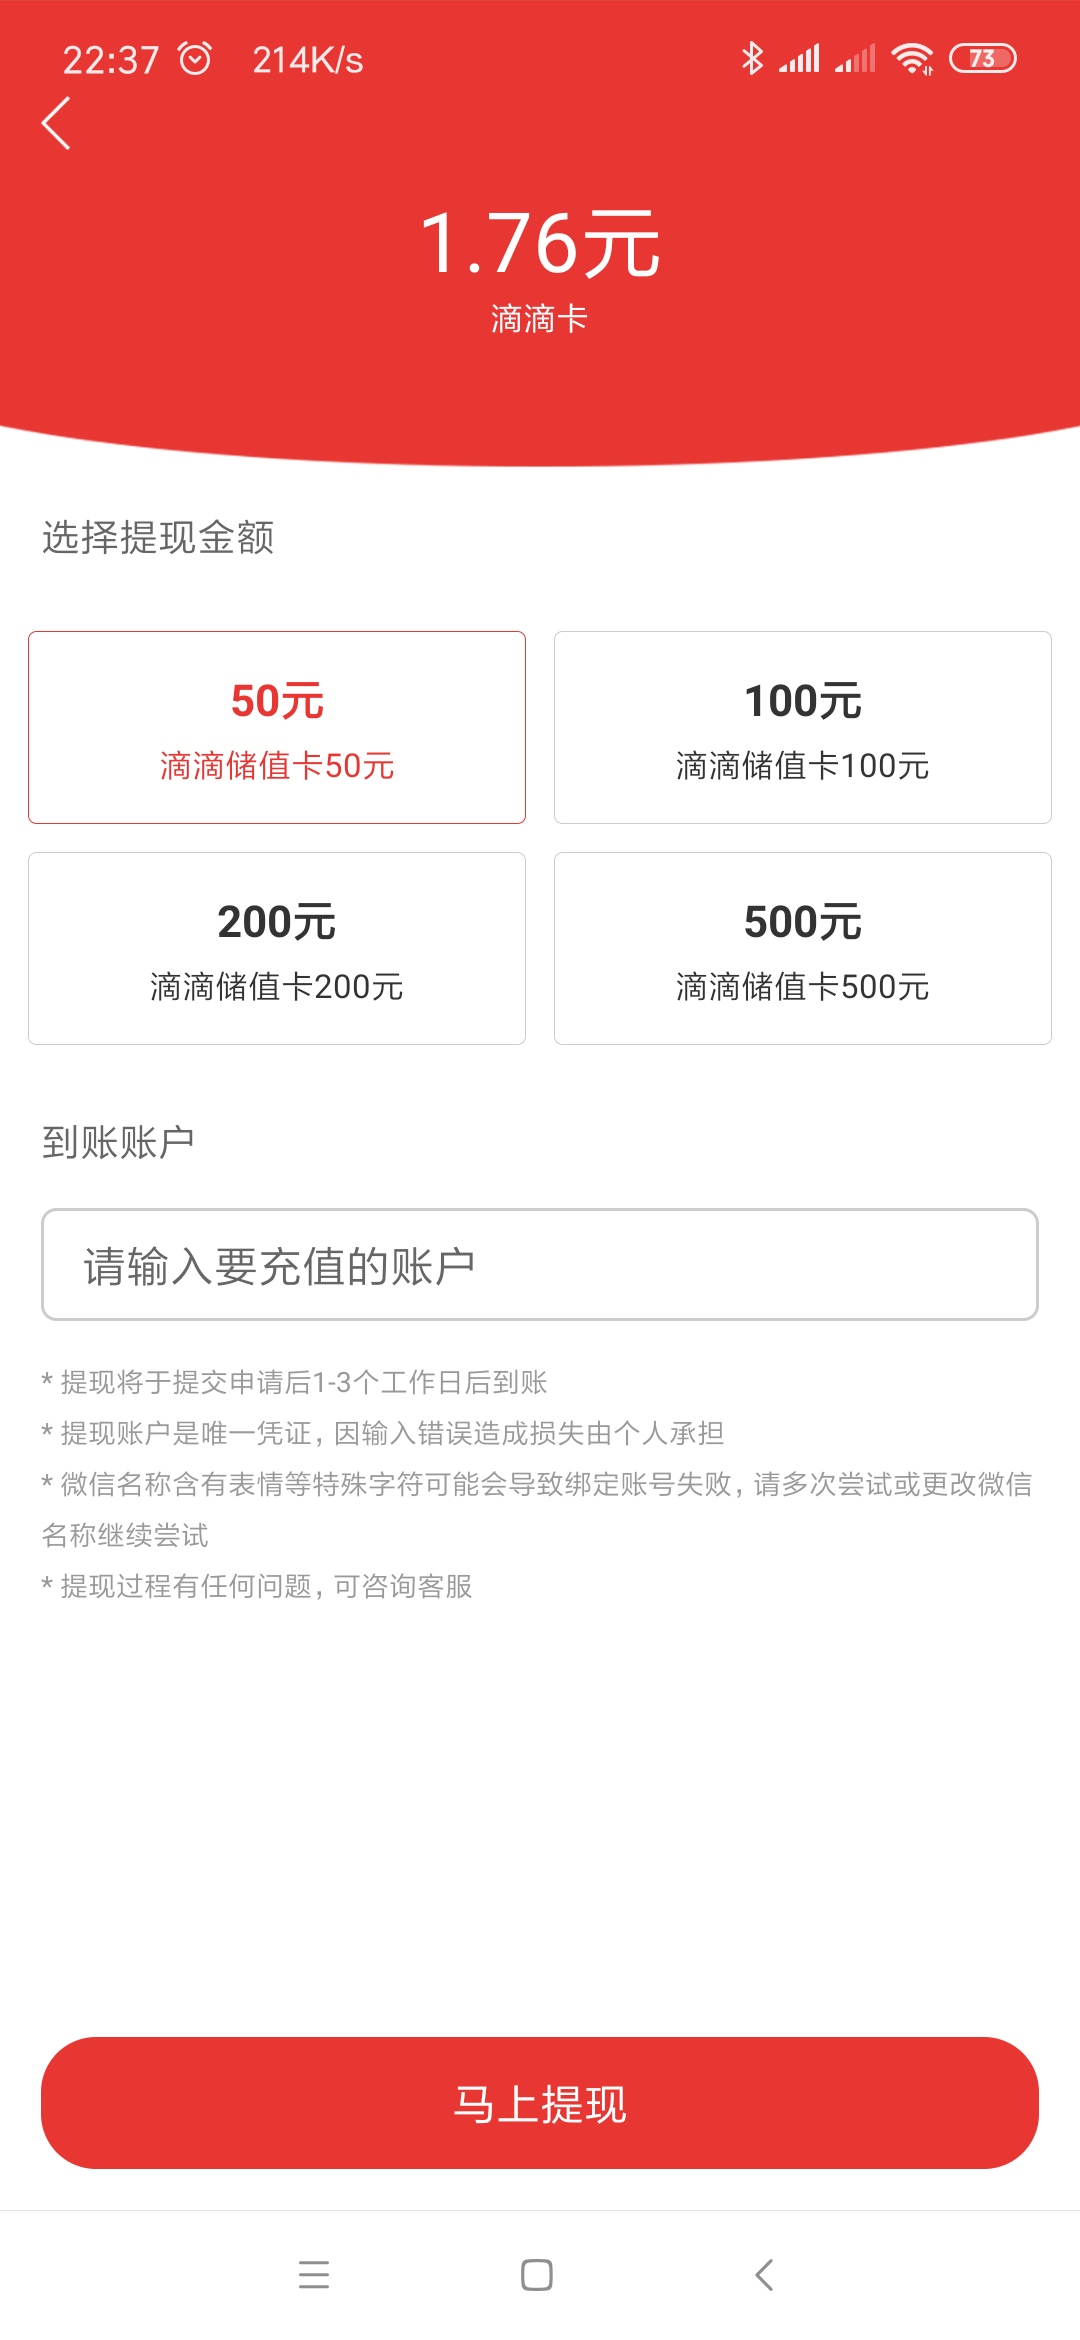 22:37 214K/s 73
1.76元
滴滴卡
选择提现金额
50元
滴滴储值卡50元
100元
滴滴储值卡100元
200元
滴滴储值卡200元
500元
滴滴储值卡500元
到账账户
请输入要充值的账户
* 提现将于提交申请后1-3个工作日后到账
* 提现账户是唯一凭证，因输入错误造成损失由个人承担
* 微信名称含有表情等特殊字符可能会导致绑定账号失败，请多次尝试或更改微信
名称继续尝试
* 提现过程有任何问题，可咨询客服
马上提现